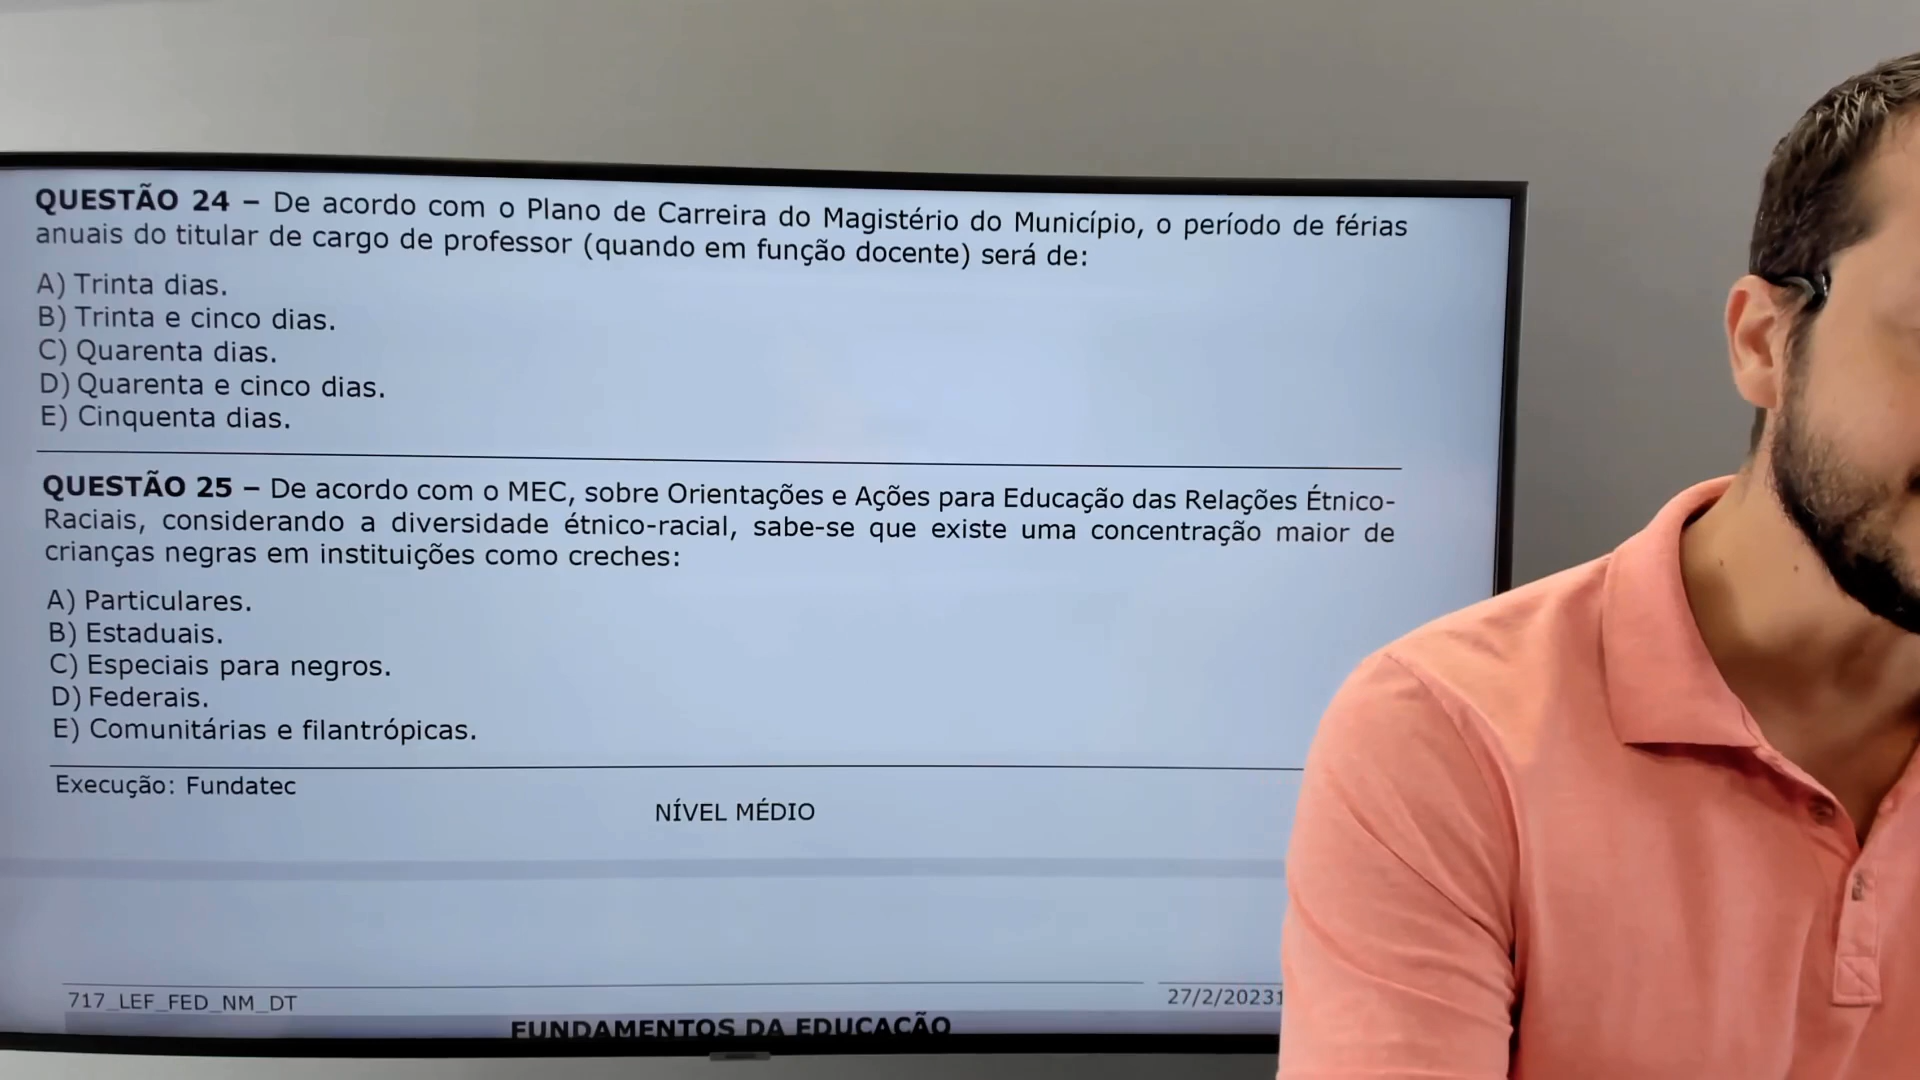 QUESTÃO 24 – De acordo com o Plano de Carreira do Magistério do Município, o período de férias
anuais do titular de cargo de professor (quando em função docente) será de:
A) Trinta dias.
B) Trinta e cinco dias.
C) Quarenta dias.
D) Quarenta e cinco dias.
E) Cinquenta dias.
QUESTÃO 25 – De acordo com o MEC, sobre Orientações e Ações para Educação das Relações Étnico-
Raciais, considerando a diversidade étnico-racial, sabe-se que existe uma concentração maior de
crianças negras em instituições como creches:
A) Particulares.
B) Estaduais.
C) Especiais para negros.
D) Federais.
E) Comunitárias e filantrópicas.
Execução: Fundatec
NÍVEL MÉDIO
717_LEF_FED_NM_DT
27/2/20231
FUNDAMENTOS DA EDUCAÇÃO